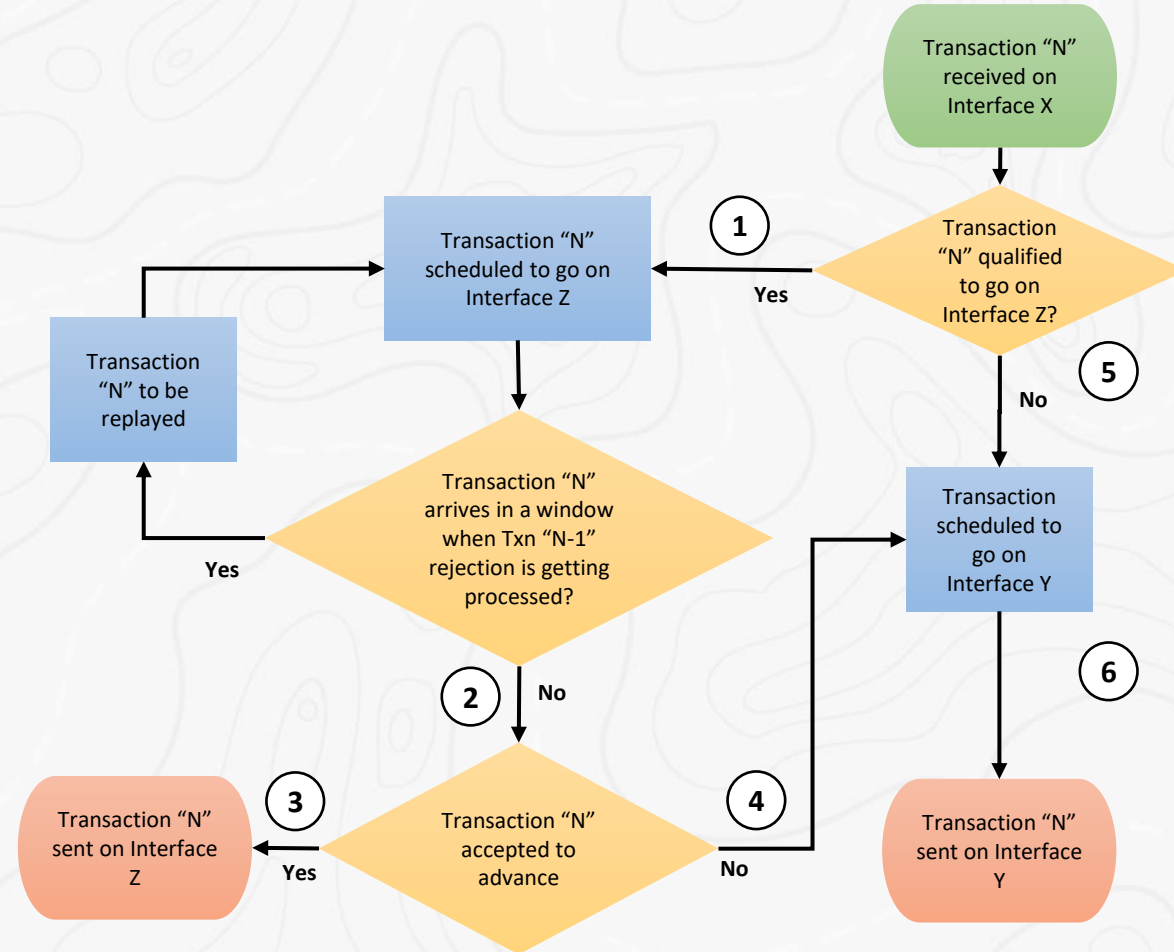 Transaction “N”
received on
Interface X
Transaction
“N” qualified
to go on
Interface Z?
1
Yes
Transaction “N”
scheduled to go on
Interface Z
Transaction
“N” to be
replayed
5
No
Transaction “N”
arrives in a window
when Txn “N-1”
rejection is getting
processed?
Yes
Transaction
scheduled to
go on
Interface Y
2
No
6
Transaction “N”
accepted to
advance
3
Yes
4
No
Transaction “N”
sent on Interface
Z
Transaction “N”
sent on Interface
Y